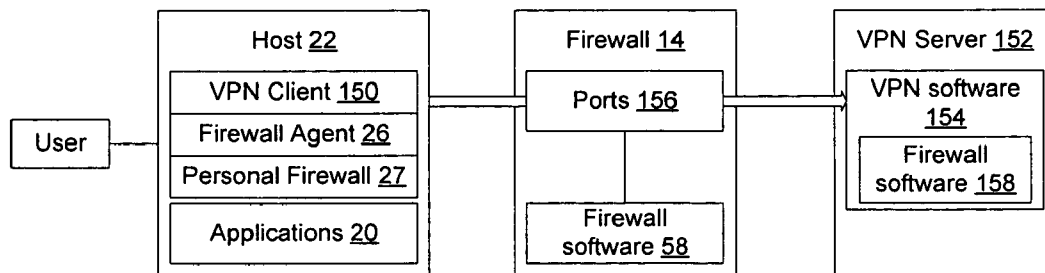 User
Host 22
VPN Client 150
Firewall Agent 26
Personal Firewall 27
Applications 20
Firewall 14
Ports 156
Firewall
software 58
VPN Server 152
VPN software
154
Firewall
software 158